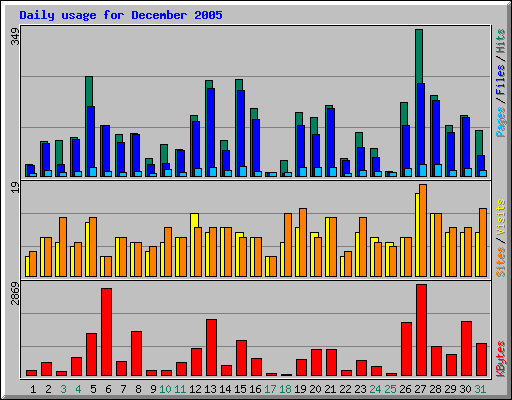 Daily usage for December 2005
349
Pages / Files / Hits
19
Sites / Visits
2869
KBytes
1 2 3 4 5 6 7 8 9 10 11 12 13 14 15 16 17 18 19 20 21 22 23 24 25 26 27 28 29 30 31